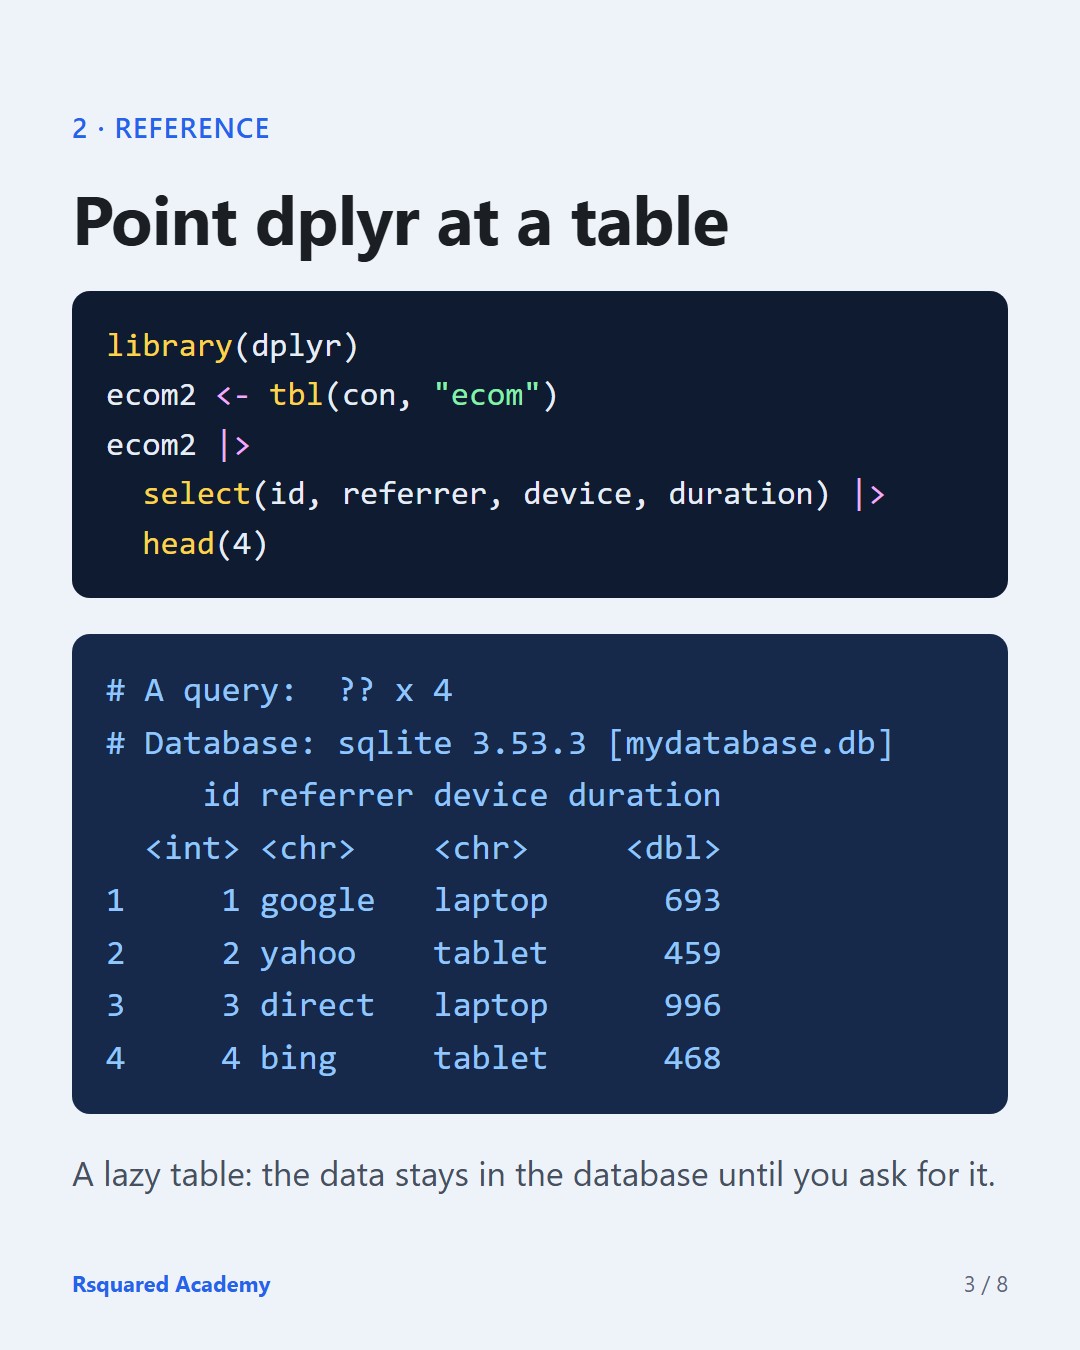 2 · REFERENCE
Point dplyr at a table
library(dplyr)
ecom2 <- tbl(con, "ecom")
ecom2 |>
  select(id, referrer, device, duration) |>
  head(4)
# A query:  ?? x 4
# Database: sqlite 3.53.3 [mydatabase.db]
     id referrer device duration
  <int> <chr>    <chr>     <dbl>
1     1 google   laptop      693
2     2 yahoo    tablet      459
3     3 direct   laptop      996
4     4 bing     tablet      468
A lazy table: the data stays in the database until you ask for it.
Rsquared Academy
3 / 8